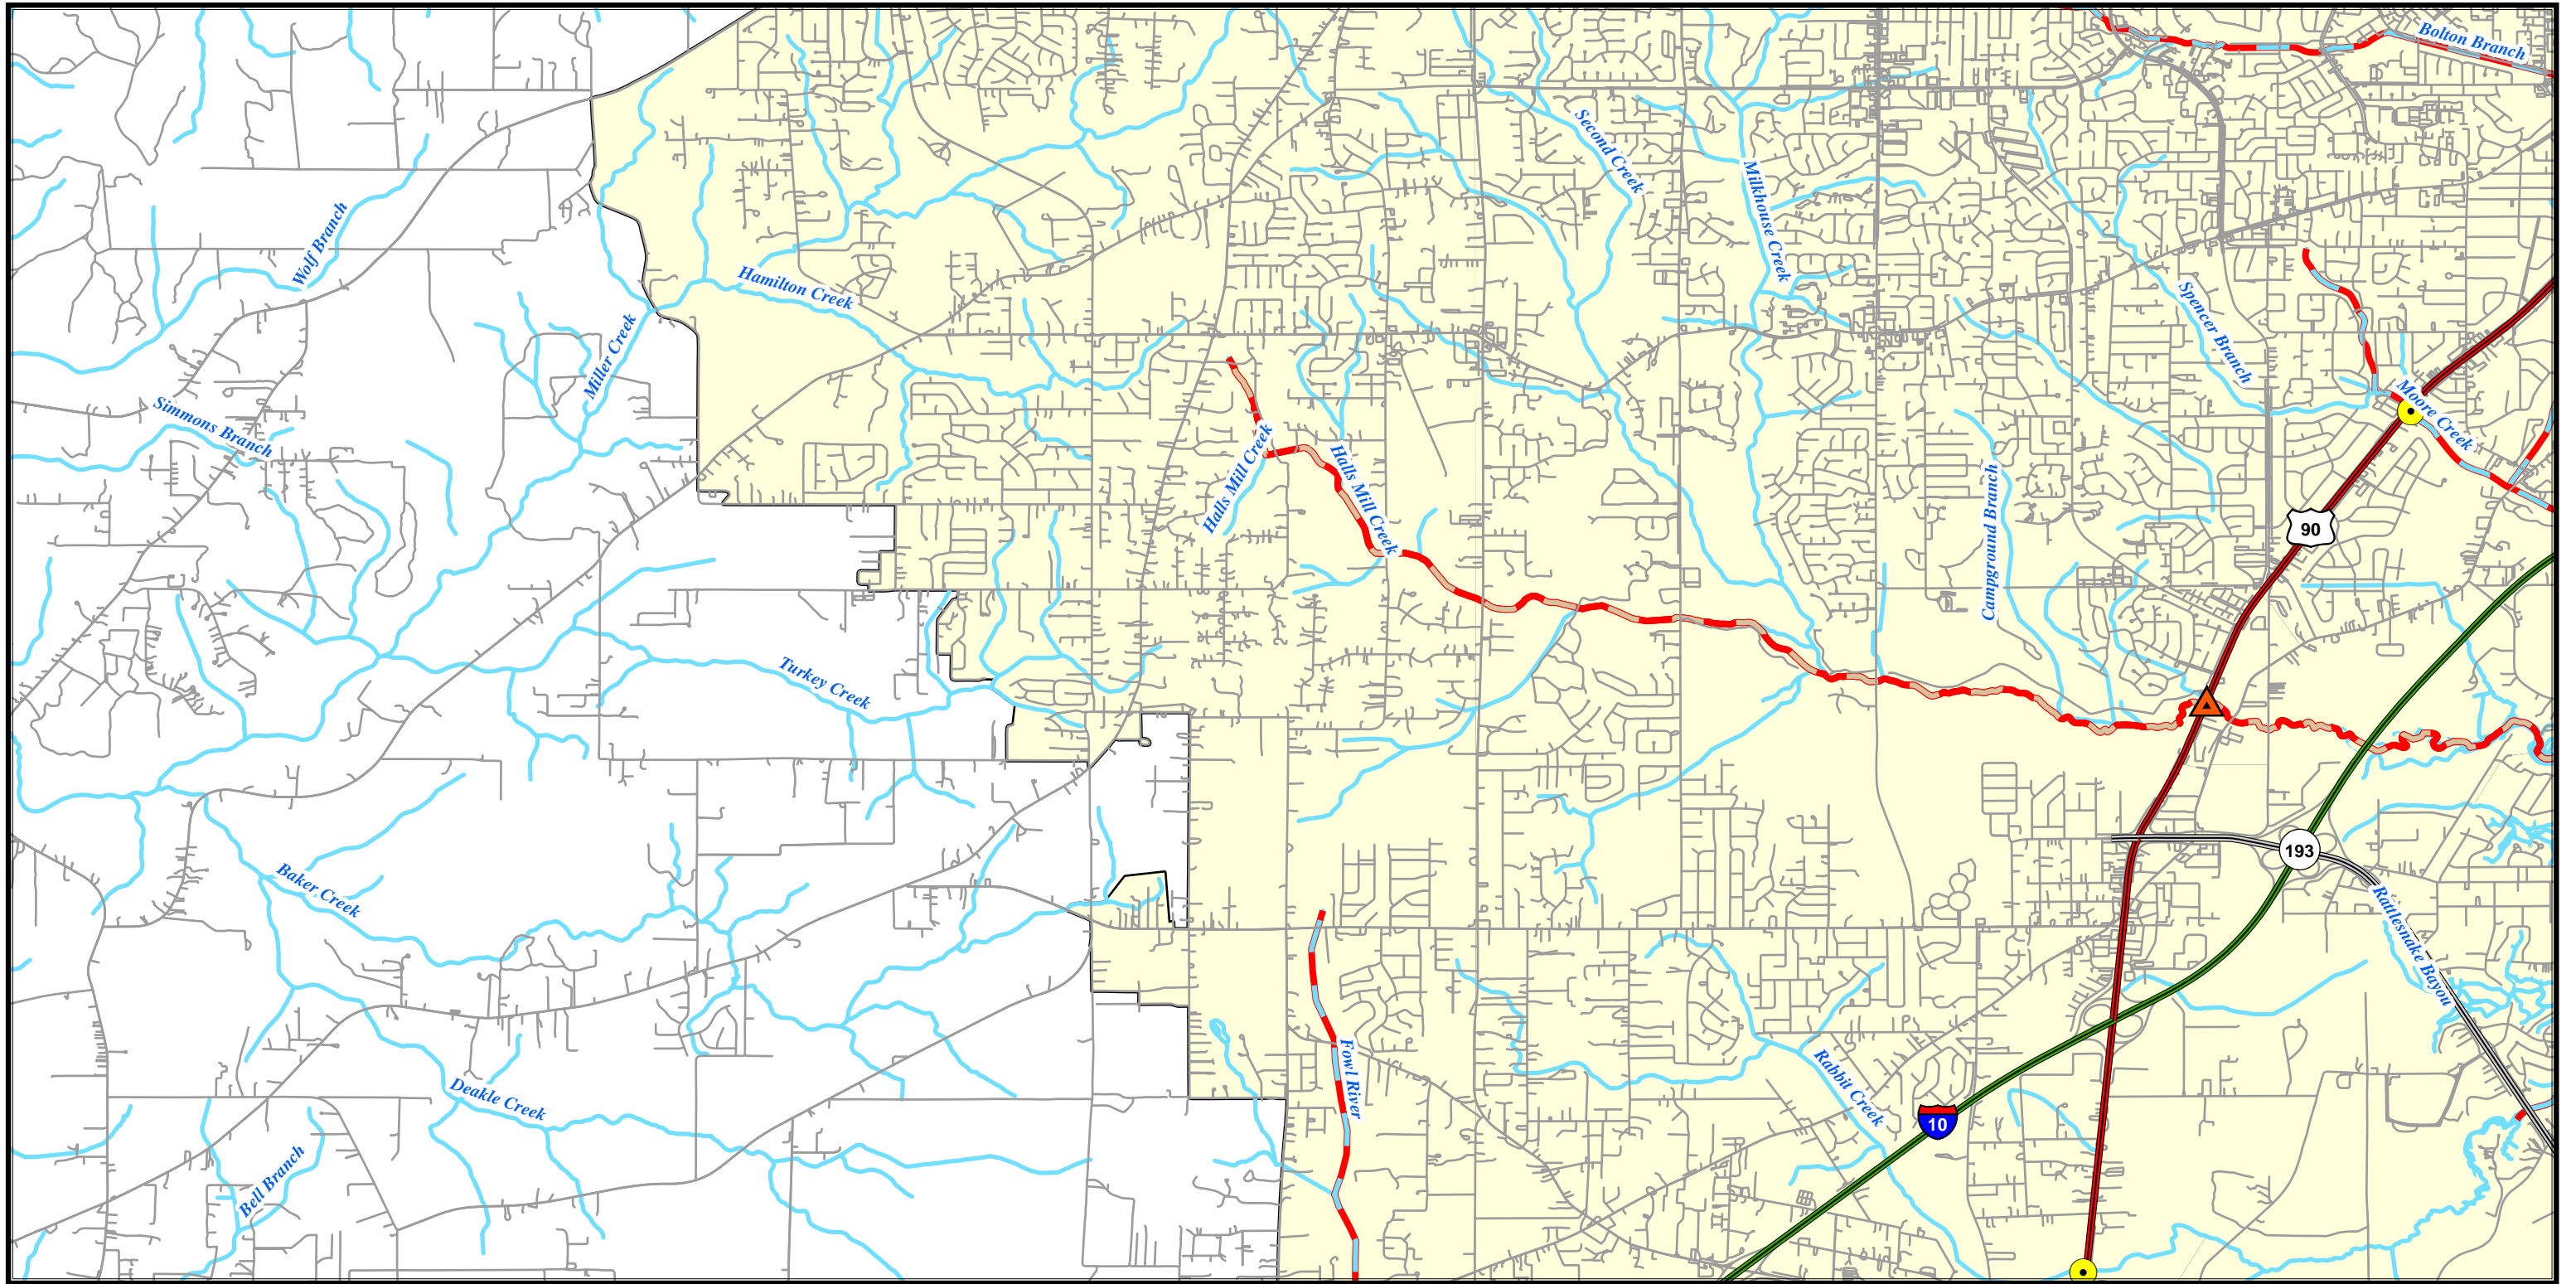 Bolton Branch
Second Creek
Milkhouse Creek
Wolf Branch
Hamilton Creek
Spencer Branch
Miller Creek
Moore Creek
Simmons Branch
Halls Mill Creek
Halls Mill Creek
Campground Branch
90
Turkey Creek
193
Baker Creek
Rattlesnake Bayou
Fowl River
Rabbit Creek
Deakle Creek
10
Bell Branch